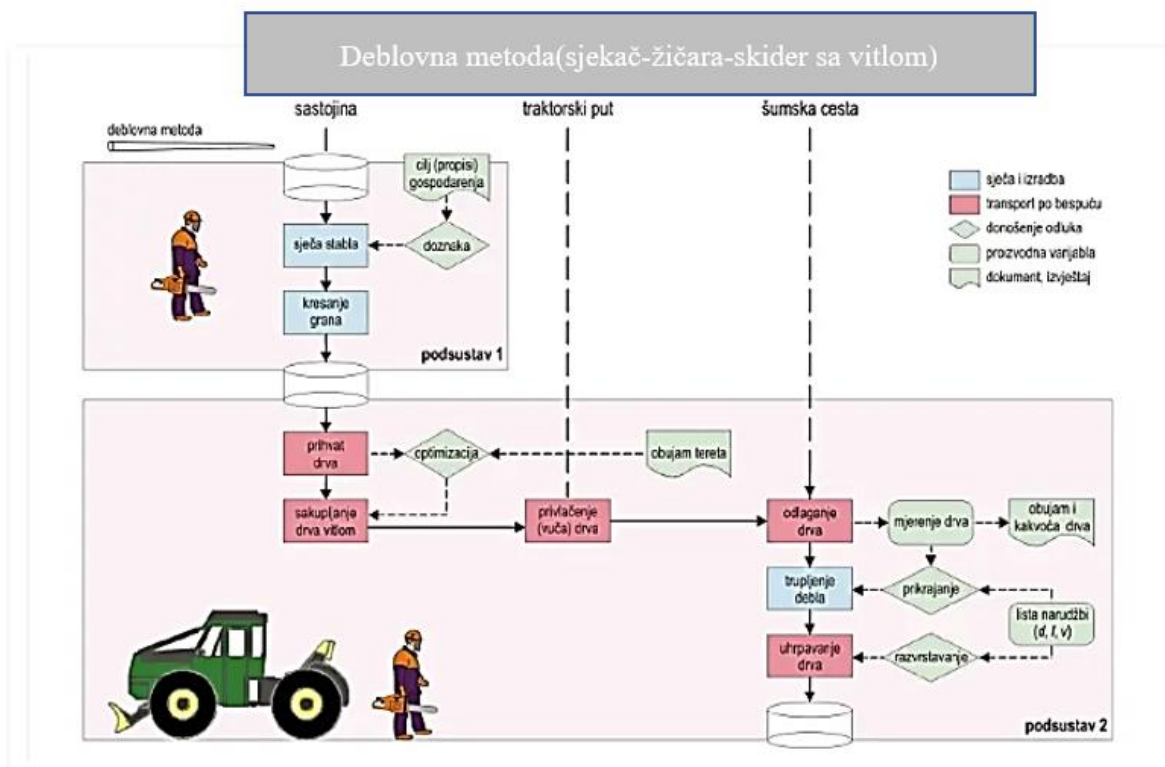 Deblovna metoda(sjekač-žičara-skider sa vitlom)
sastojina
traktorski put
šumska cesta
deblovna metoda
cilj (propisi)
gospodarenja
sječa stabla
doznaka
kresanje
grana
podsustav 1
sječa i izradba
transport po bespuću
donošenje odluka
proizvodna varijabla
dokument, izvještaj
prihvat
drva
optimizacija
obujam tereta
sakupljanje
drva vitlom
privlačenje
(vuča) drva
odlaganje
drva
mjerenje drva
obujam i
kakvoća drva
trupljenje
debla
prikrajanje
lista narudžbi
(d, l, v)
uhrpavanje
drva
razvrstavanje
podsustav 2